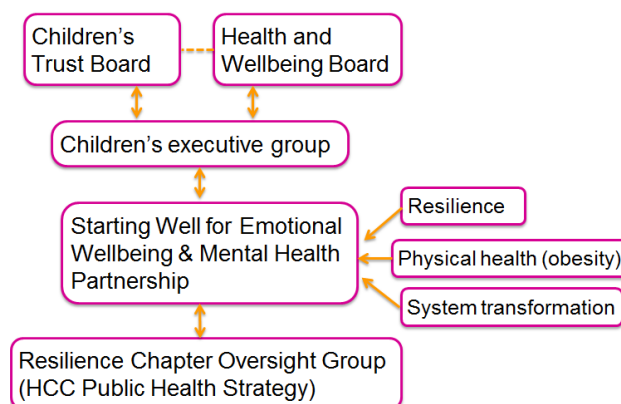 Children's
Trust Board
Health and
Wellbeing Board
Children's executive group
Starting Well for Emotional
Wellbeing & Mental Health
Partnership
Resilience
Physical health (obesity)
System transformation
Resilience Chapter Oversight Group
(HCC Public Health Strategy)